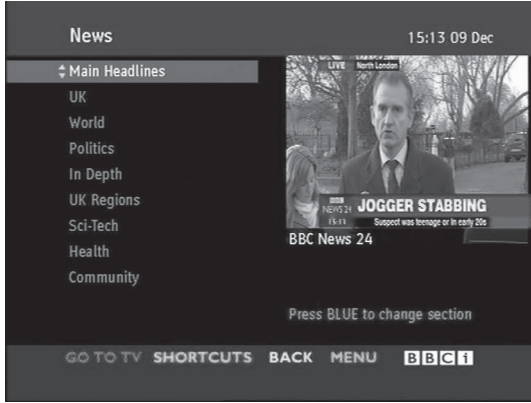 News
15:13 09 Dec
Main Headlines
UK
World
Politics
In Depth
UK Regions
Sci-Tech
Health
Community
LIVE North London
BBC
NEWS 24
15:13
JOGGER STABBING
Suspect was teenage or in early 20s
BBC News 24
Press BLUE to change section
GO TO TV SHORTCUTS BACK MENU BBCi